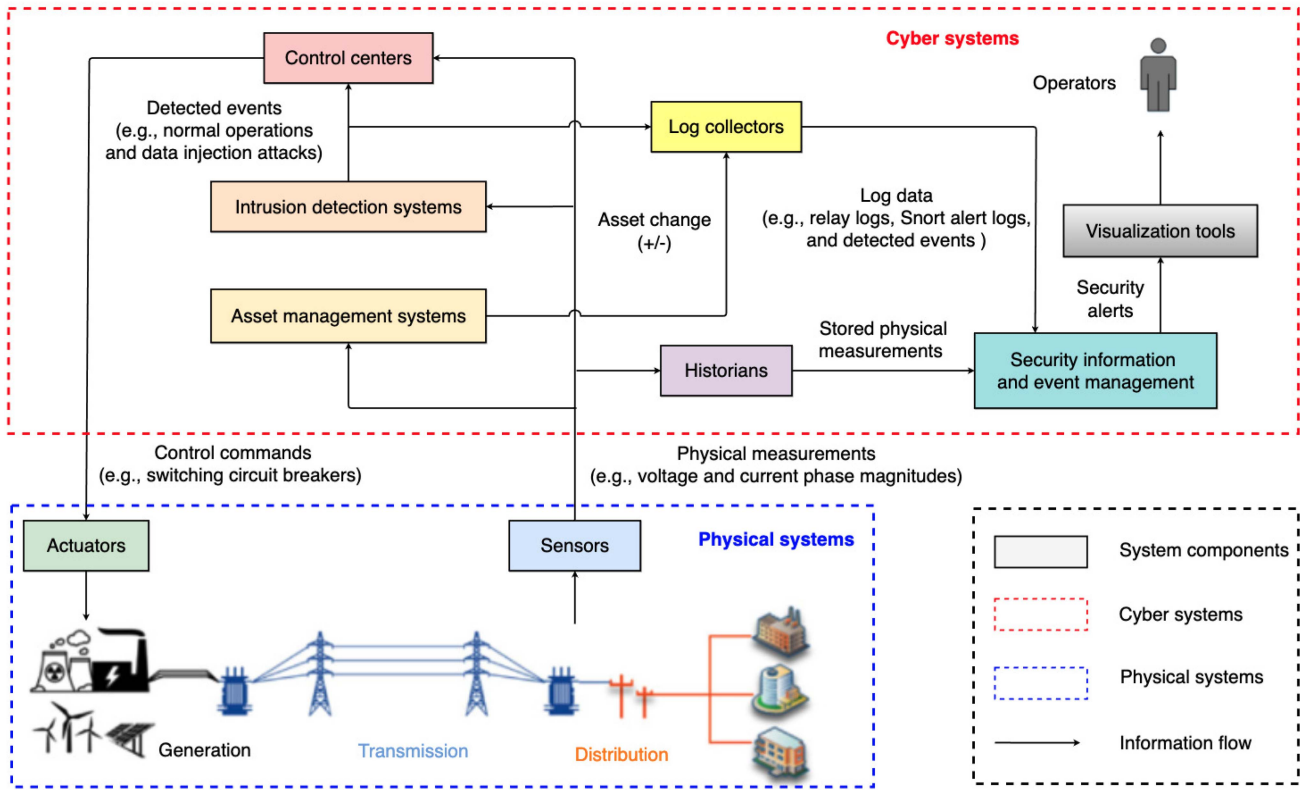 Cyber systems
Control centers
Operators
Detected events
(e.g., normal operations
and data injection attacks)
Log collectors
Intrusion detection systems
Asset change
(+/-)
Log data
(e.g., relay logs, Snort alert logs,
and detected events )
Visualization tools
Asset management systems
Security
alerts
Stored physical
measurements
Historians
Security information
and event management
Control commands
(e.g., switching circuit breakers)
Physical measurements
(e.g., voltage and current phase magnitudes)
Actuators
Sensors
Physical systems
Generation
Transmission
Distribution
System components
Cyber systems
Physical systems
Information flow